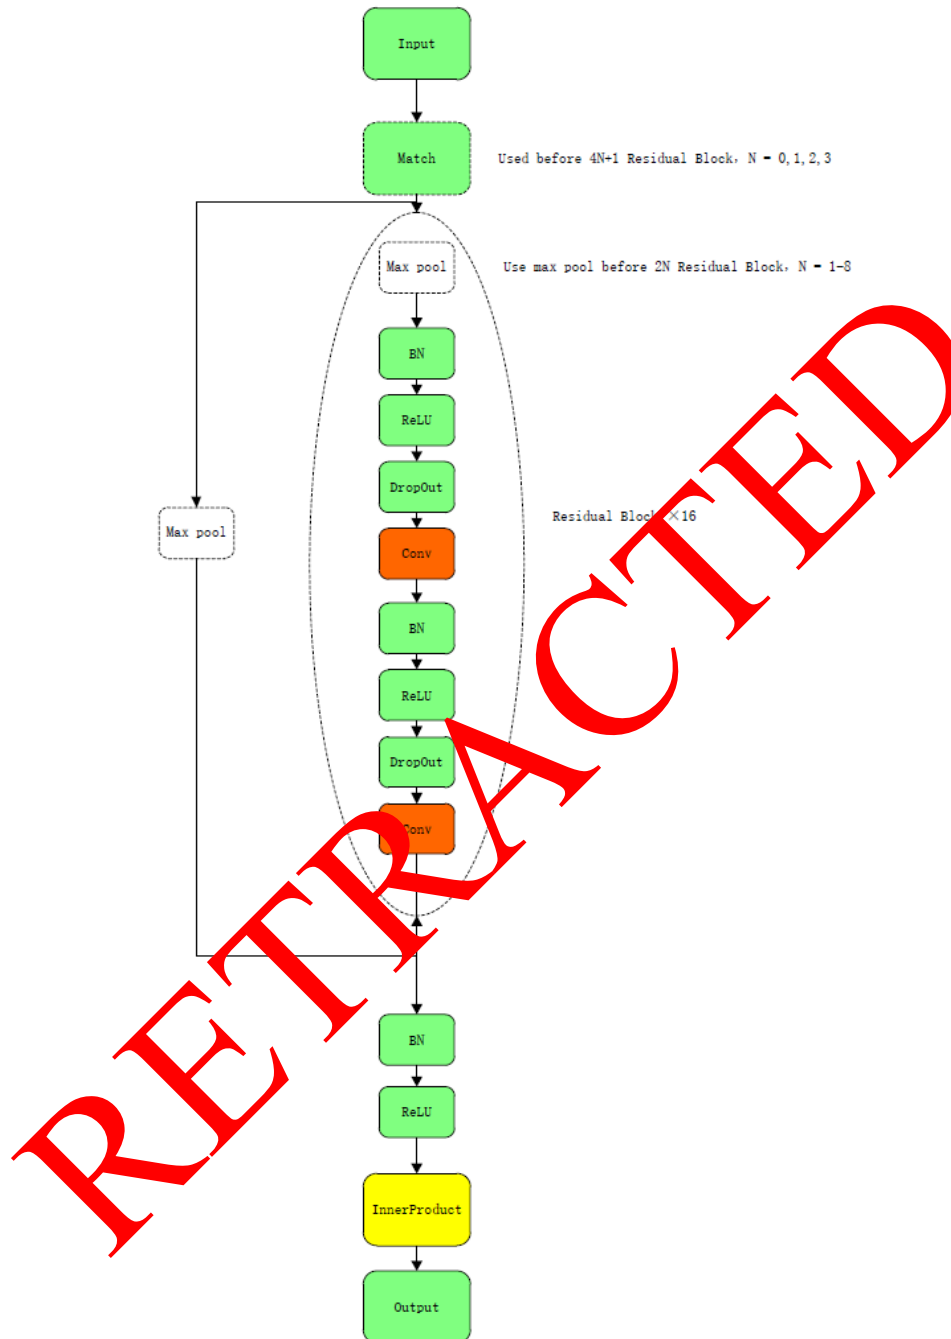 Input
Match
Used before 4N+1 Residual Block, N = 0,1,2,3
Max pool
Use max pool before 2N Residual Block, N = 1-8
BN
ReLU
DropOut
Residual Block ×16
Max pool
Conv
BN
ReLU
DropOut
Conv
RETRACTED
BN
ReLU
InnerProduct
Output